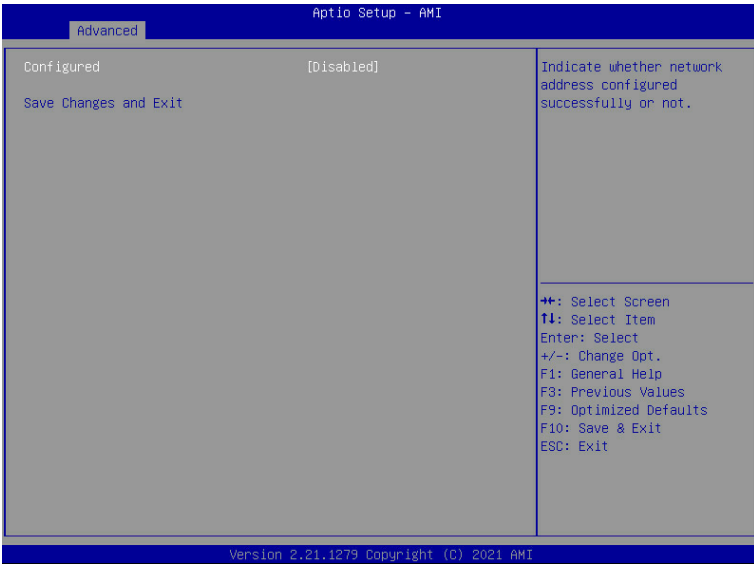 Aptio Setup – AMI
Advanced
Configured [Disabled]
Save Changes and Exit
Indicate whether network
address configured
successfully or not.
→←: Select Screen
↑↓: Select Item
Enter: Select
+/-: Change Opt.
F1: General Help
F3: Previous Values
F9: Optimized Defaults
F10: Save & Exit
ESC: Exit
Version 2.21.1279 Copyright (C) 2021 AMI